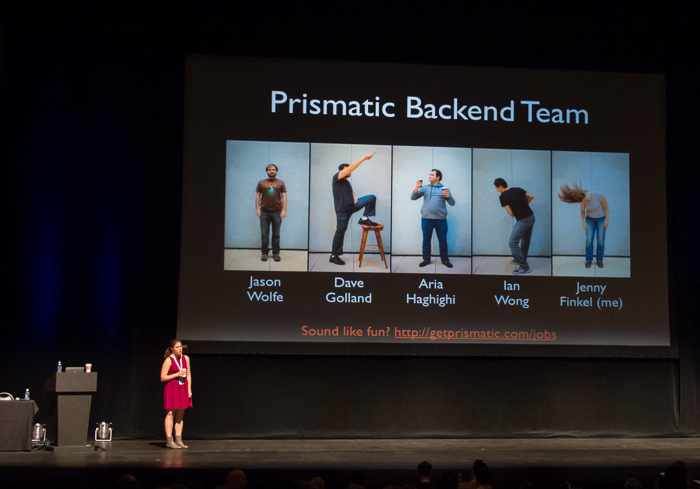 Prismatic Backend Team
Jason
Wolfe
Dave
Golland
Aria
Haghighi
Ian
Wong
Jenny
Finkel (me)
Sound like fun? http://getprismatic.com/jobs